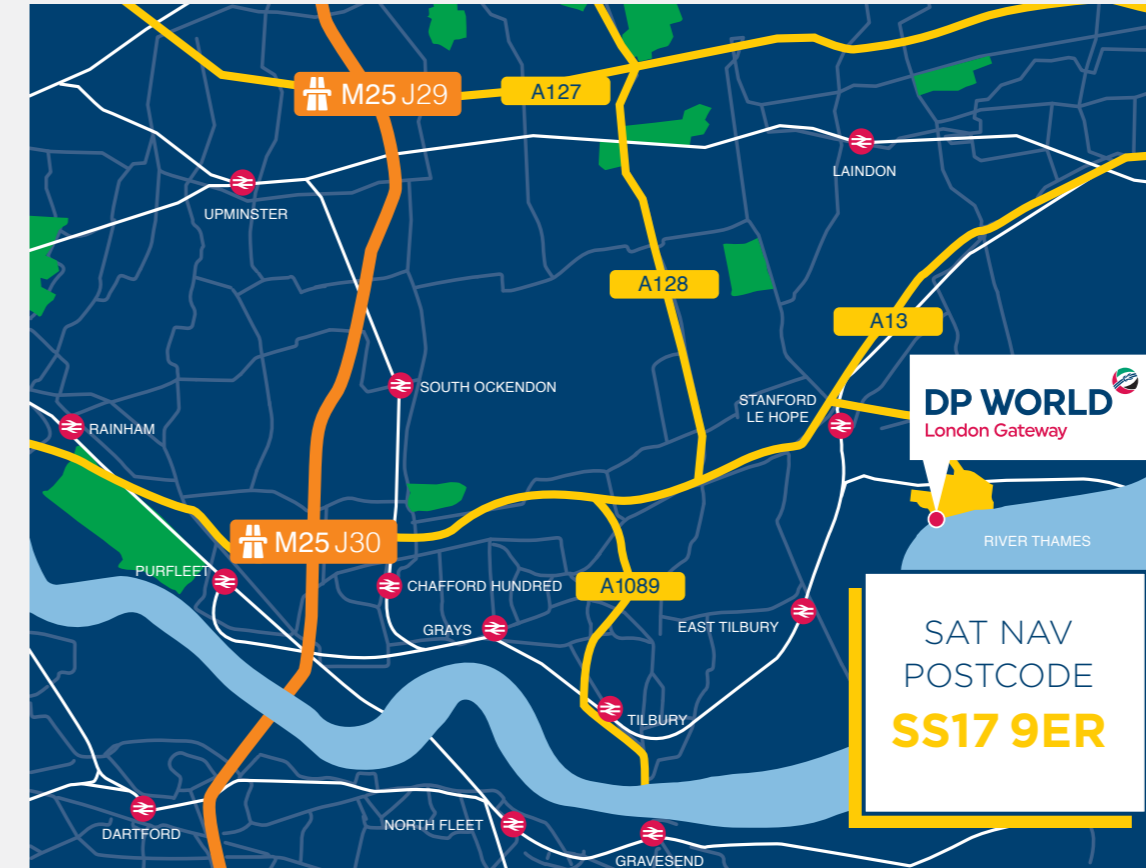 M25 J29
A127
LAINDON
UPMINSTER
A128
A13
SOUTH OCKENDON
STANFORD
LE HOPE
DP WORLD
London Gateway
RAINHAM
M25 J30
RIVER THAMES
PURFLEET
CHAFFORD HUNDRED
A1089
GRAYS
EAST TILBURY
SAT NAV
POSTCODE
SS17 9ER
TILBURY
DARTFORD
NORTH FLEET
GRAVESEND